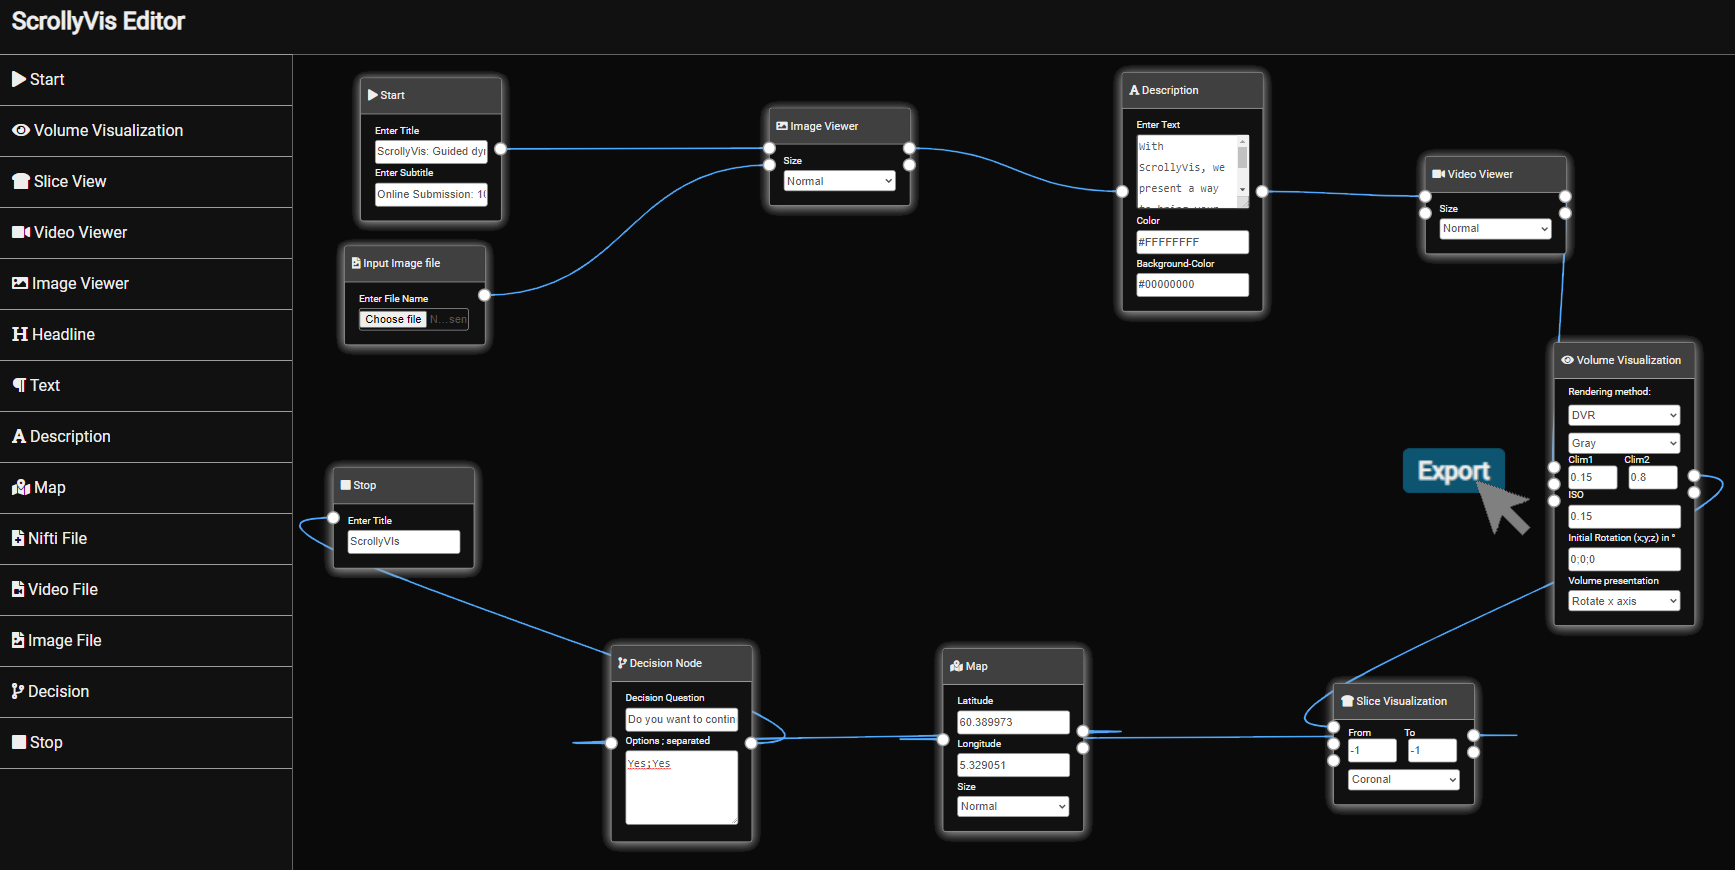 ScrollyVis Editor
Start
Volume Visualization
Slice View
Video Viewer
Image Viewer
Headline
Text
Description
Map
Nifti File
Video File
Image File
Decision
Stop
Start
Enter Title
ScrollyVis: Guided dyn
Enter Subtitle
Online Submission: 10
Input Image file
Enter File Name
Choose file N...sen
Image Viewer
Size
Normal
Description
Enter Text
With
ScrollyVis, we
present a way
to bring your
Color
#FFFFFFFF
Background-Color
#00000000
Video Viewer
Size
Normal
Volume Visualization
Rendering method:
DVR
Gray
Clim1 Clim2
0.15 0.8
ISO
0.15
Initial Rotation (x;y;z) in °
0;0;0
Volume presentation
Rotate x axis
Export
Stop
Enter Title
ScrollyVIs
Decision Node
Decision Question
Do you want to contin
Options ; separated
Yes;Yes
Map
Latitude
60.389973
Longitude
5.329051
Size
Normal
Slice Visualization
From To
-1 -1
Coronal